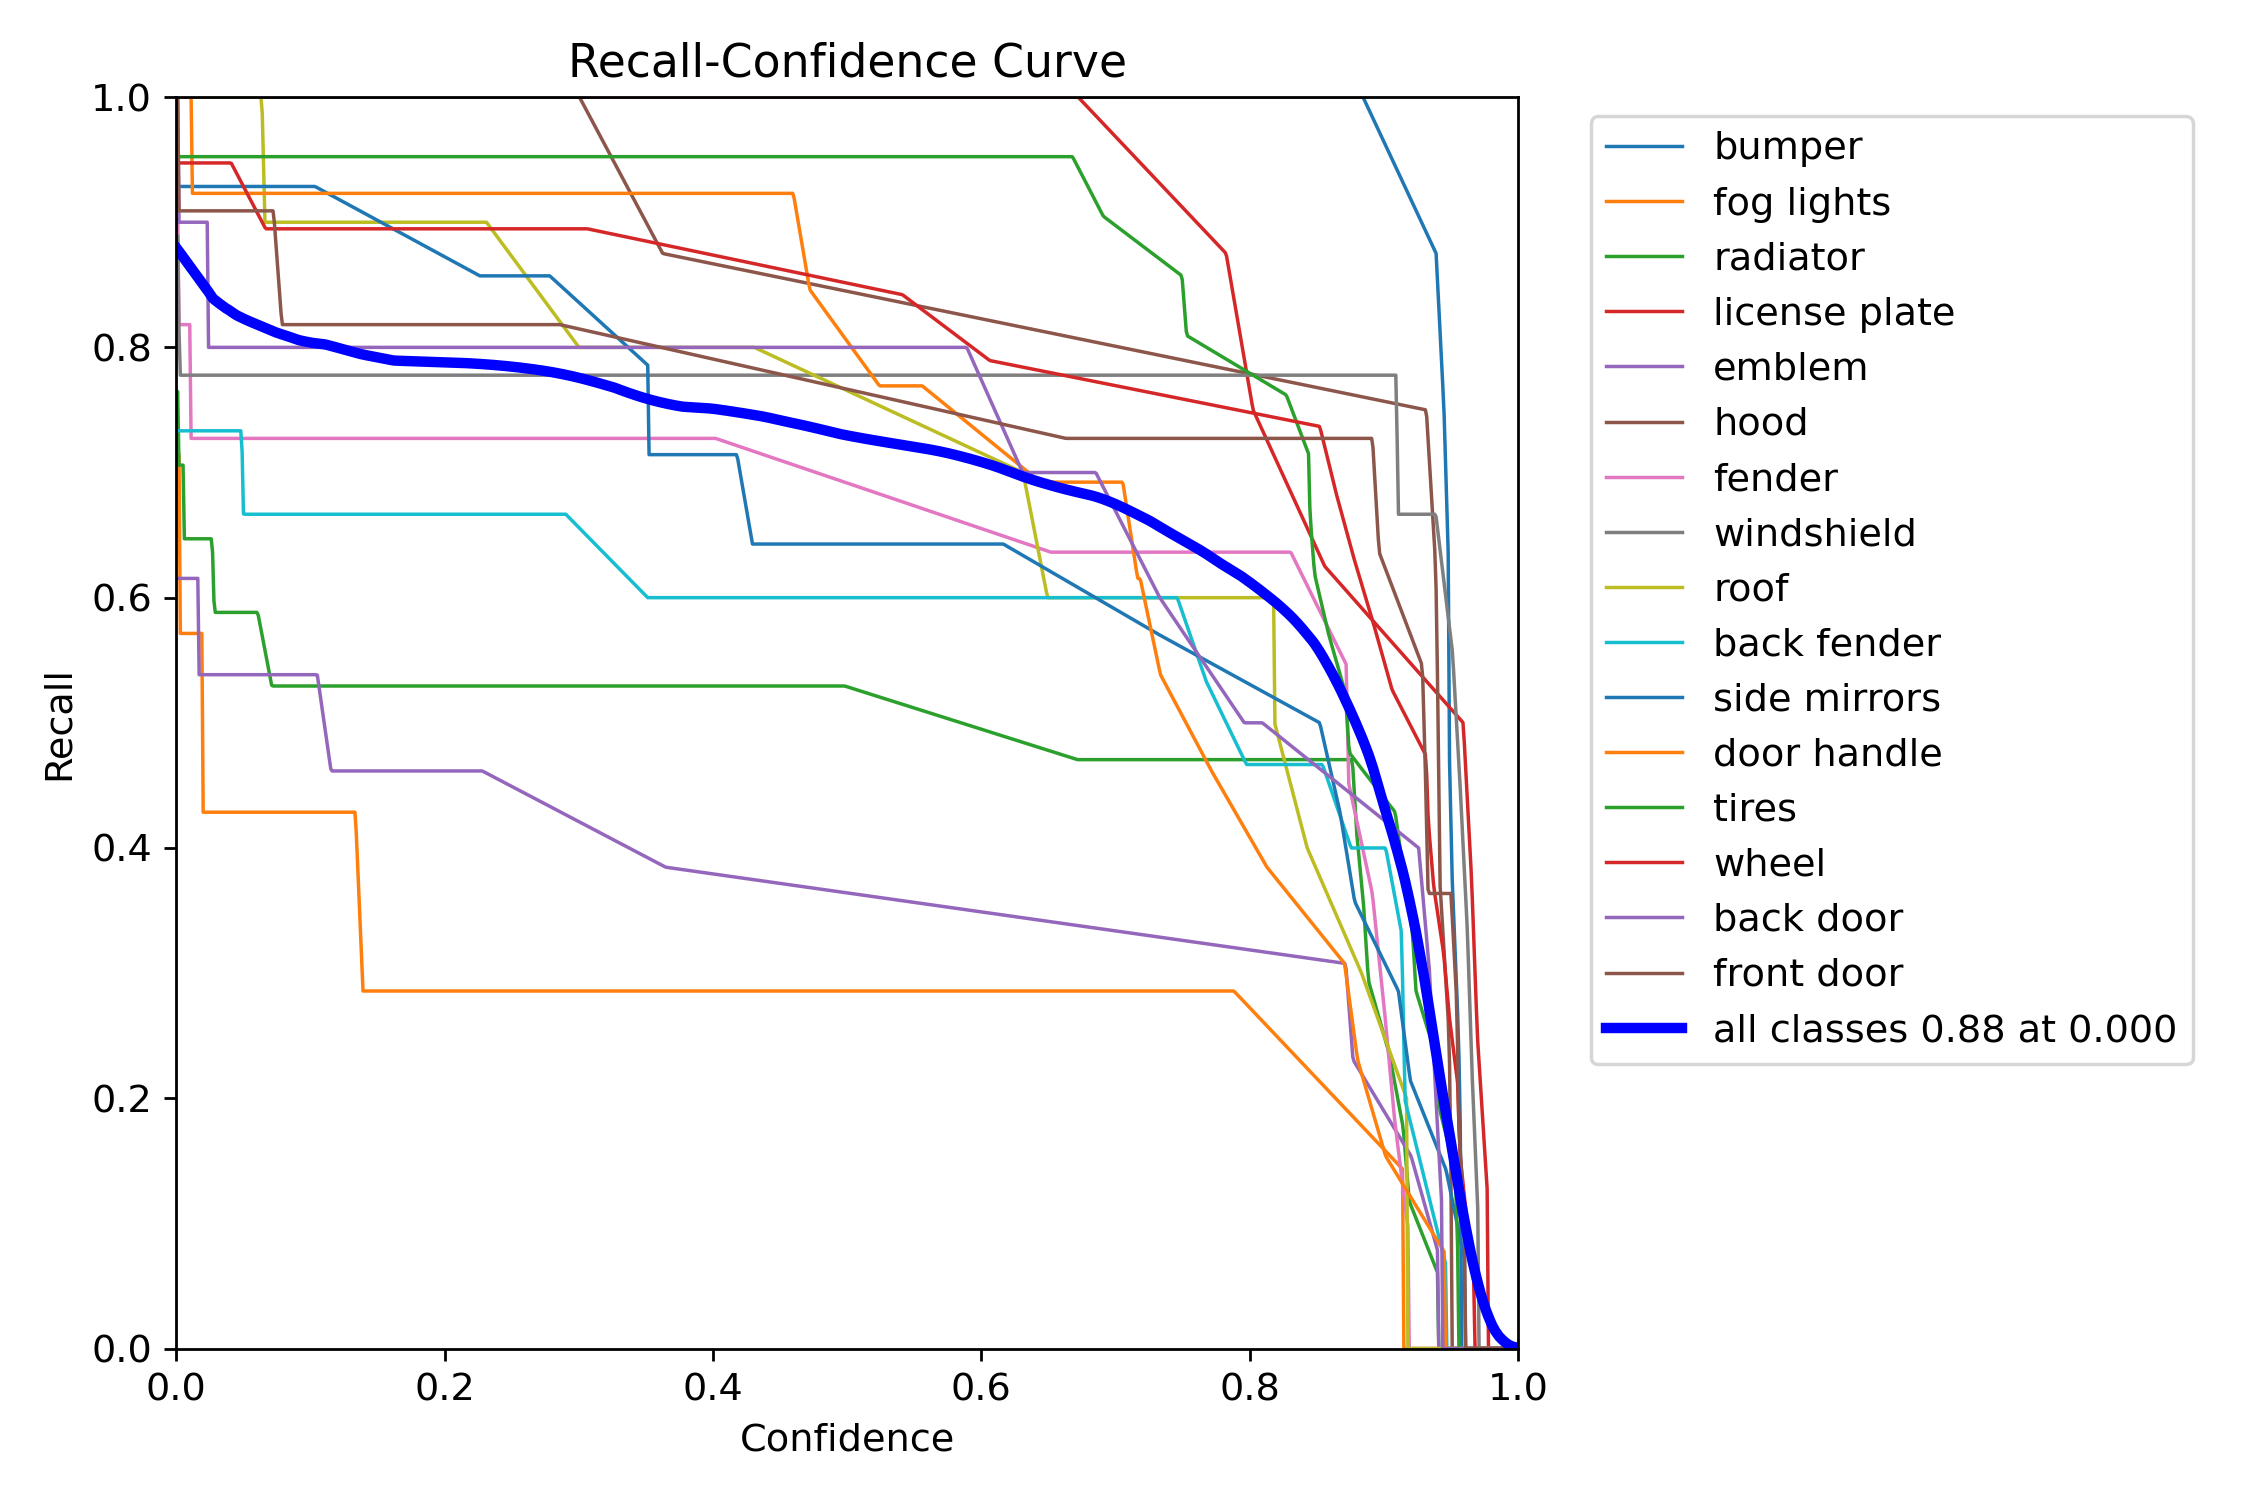 Recall-Confidence Curve
1.0
0.8
0.6
0.4
0.2
0.0
Recall
0.0 0.2 0.4 0.6 0.8 1.0
Confidence
bumper
fog lights
radiator
license plate
emblem
hood
fender
windshield
roof
back fender
side mirrors
door handle
tires
wheel
back door
front door
all classes 0.88 at 0.000